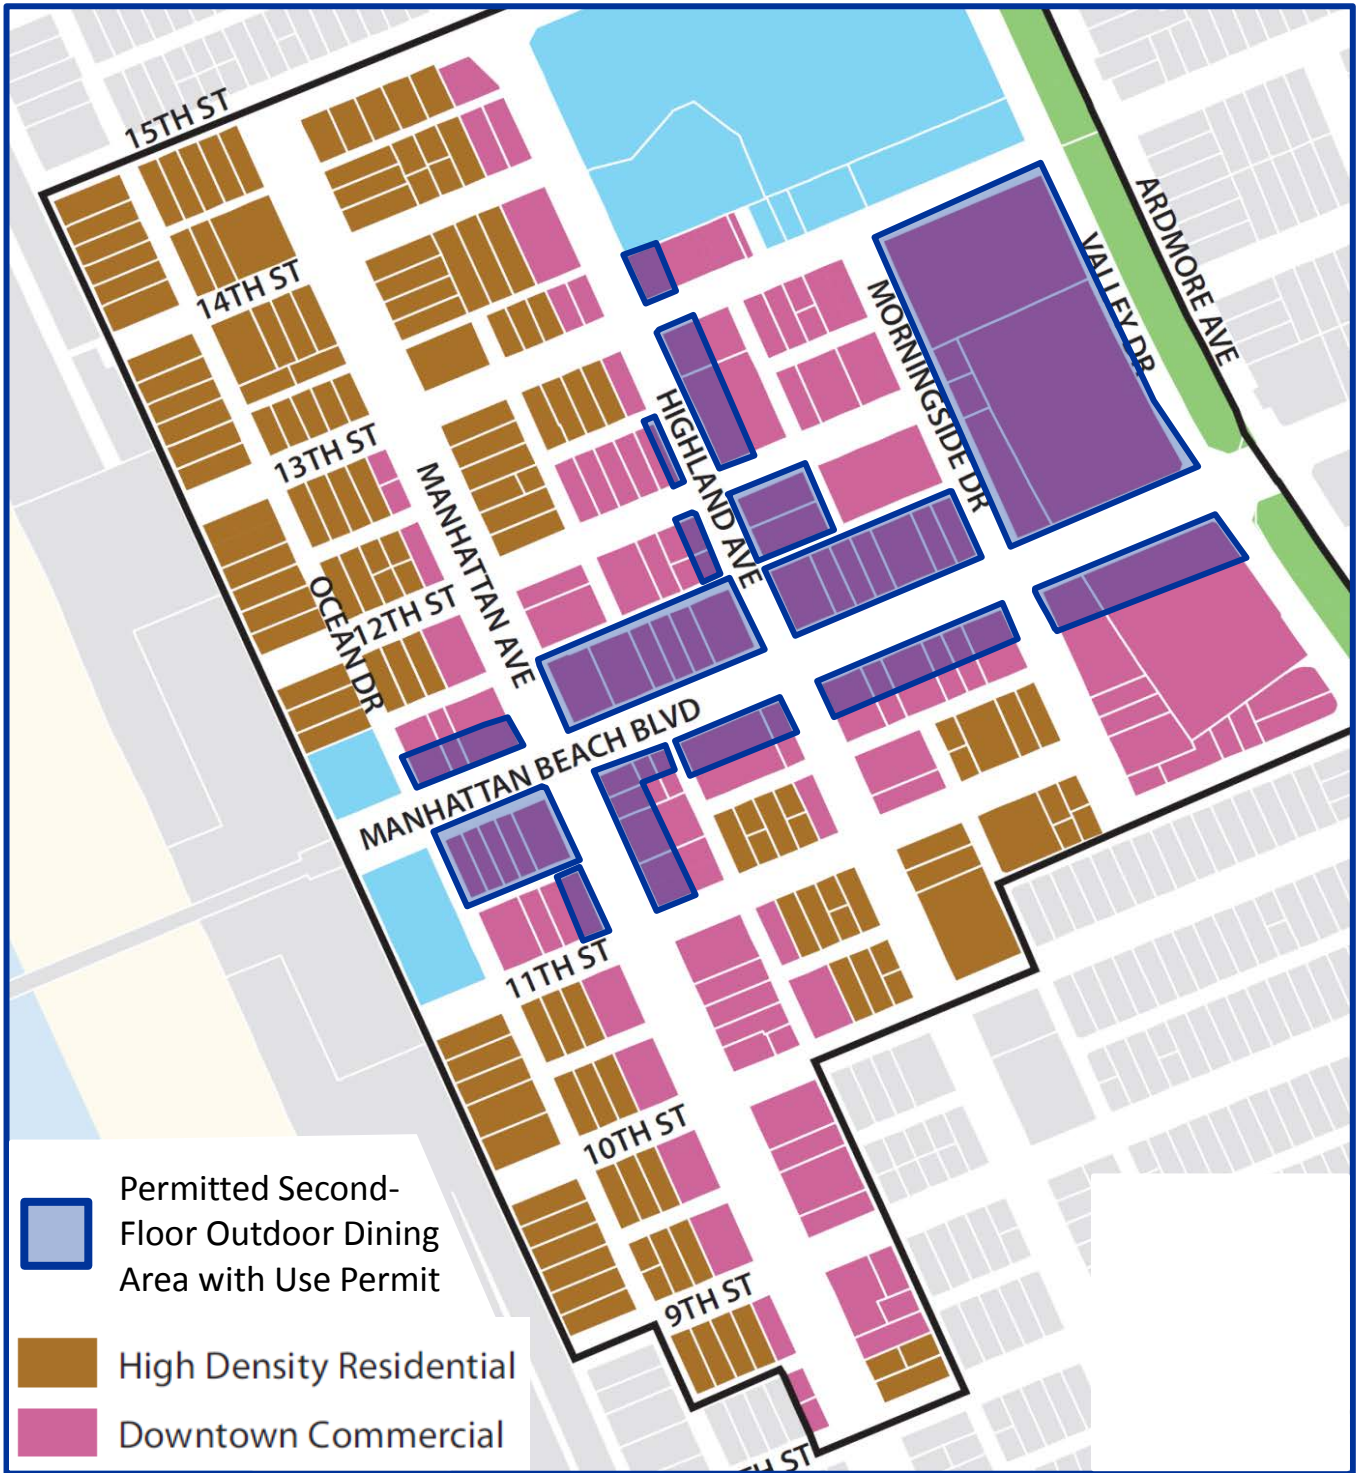 15TH ST
14TH ST
13TH ST
12TH ST
OCEAN DR
MANHATTAN AVE
HIGHLAND AVE
MORNINGSIDE DR
VALLEY DR
ARDMORE AVE
MANHATTAN BEACH BLVD
11TH ST
10TH ST
9TH ST
TH ST
Permitted Second-
Floor Outdoor Dining
Area with Use Permit
High Density Residential
Downtown Commercial